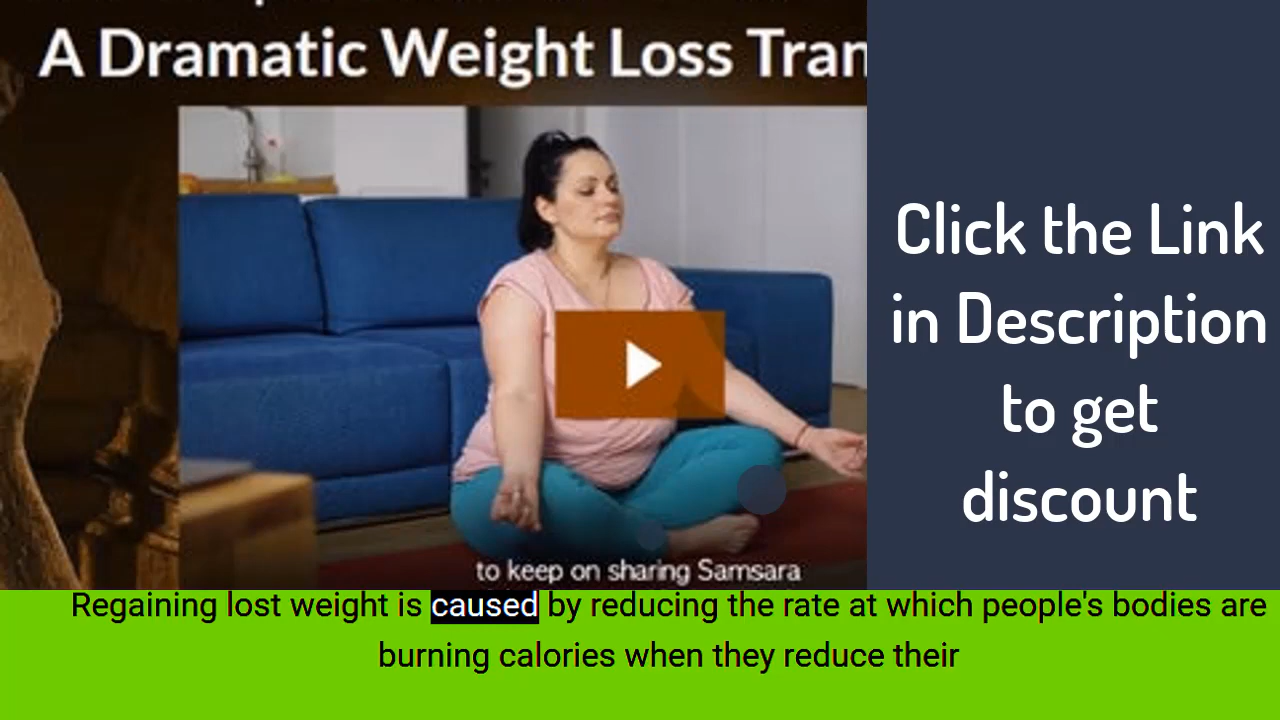 A Dramatic Weight Loss Tran
Click the Link
in Description
to get
discount
to keep on sharing Samsara
Regaining lost weight is caused by reducing the rate at which people's bodies are
burning calories when they reduce their